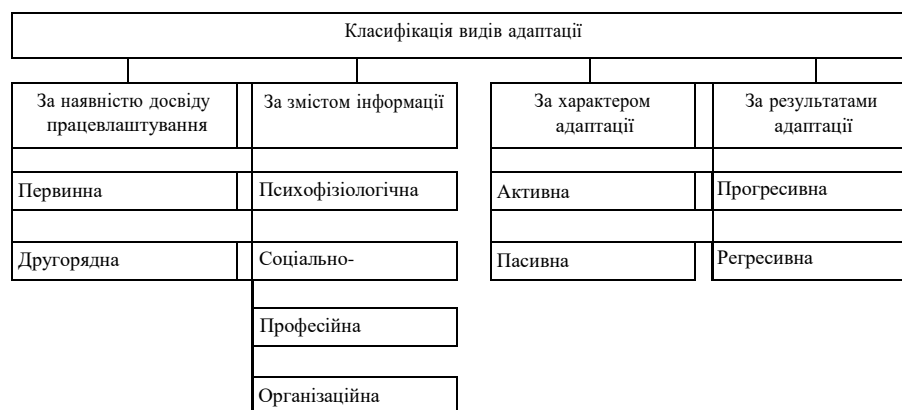 Класифікація видів адаптації
За наявністю досвіду
працевлаштування
За змістом інформації
За характером
адаптації
За результатами
адаптації
Первинна
Психофізіологічна
Активна
Прогресивна
Другорядна
Соціально-
Пасивна
Регресивна
Професійна
Організаційна